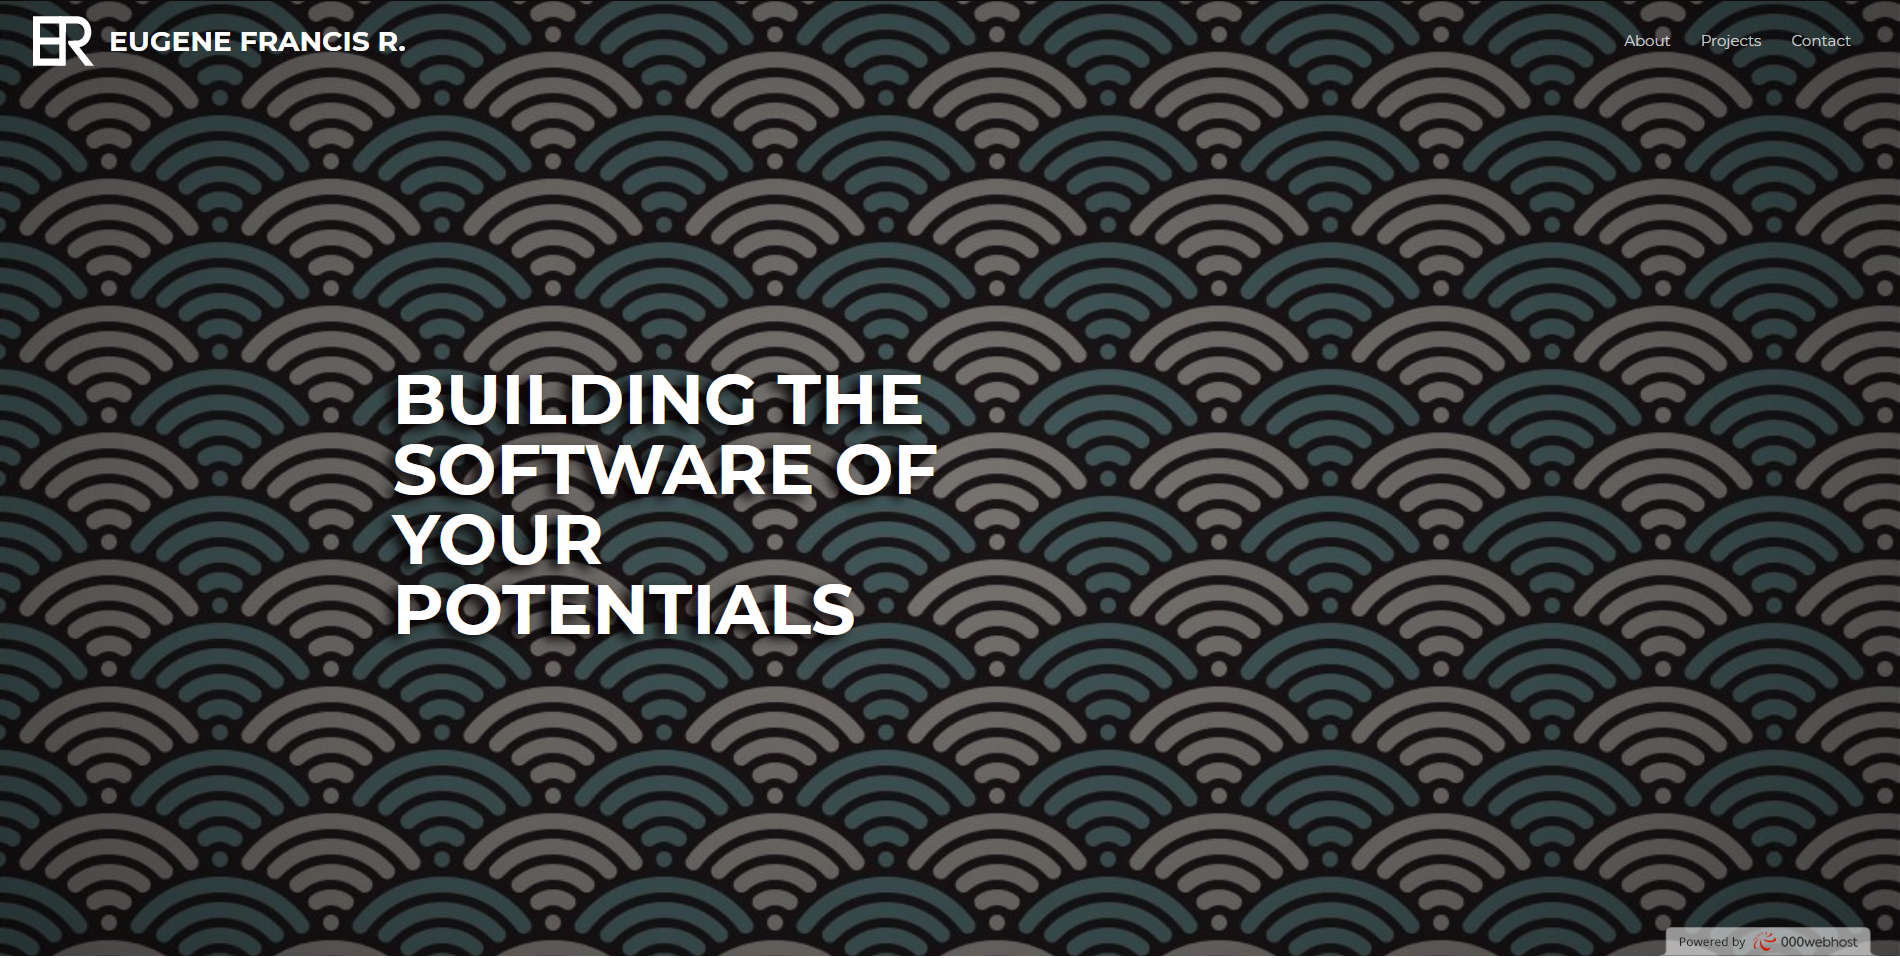 ER EUGENE FRANCIS R.
About Projects Contact
BUILDING THE
SOFTWARE OF
YOUR
POTENTIALS
Powered by 000webhost